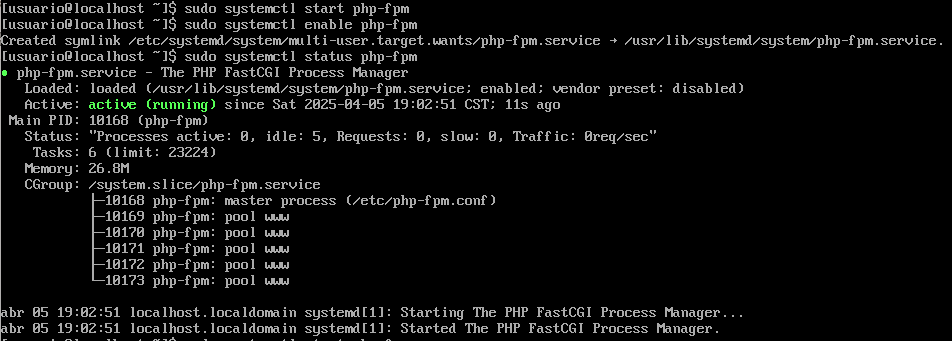 [usuario@localhost ~]$ sudo systemctl start php-fpm
[usuario@localhost ~]$ sudo systemctl enable php-fpm
Created symlink /etc/systemd/system/multi-user.target.wants/php-fpm.service → /usr/lib/systemd/system/php-fpm.service.
[usuario@localhost ~]$ sudo systemctl status php-fpm
● php-fpm.service - The PHP FastCGI Process Manager
   Loaded: loaded (/usr/lib/systemd/system/php-fpm.service; enabled; vendor preset: disabled)
   Active: active (running) since Sat 2025-04-05 19:02:51 CST; 11s ago
 Main PID: 10168 (php-fpm)
   Status: "Processes active: 0, idle: 5, Requests: 0, slow: 0, Traffic: 0req/sec"
    Tasks: 6 (limit: 23224)
   Memory: 26.8M
   CGroup: /system.slice/php-fpm.service
           ├─10168 php-fpm: master process (/etc/php-fpm.conf)
           ├─10169 php-fpm: pool www
           ├─10170 php-fpm: pool www
           ├─10171 php-fpm: pool www
           ├─10172 php-fpm: pool www
           └─10173 php-fpm: pool www

abr 05 19:02:51 localhost.localdomain systemd[1]: Starting The PHP FastCGI Process Manager...
abr 05 19:02:51 localhost.localdomain systemd[1]: Started The PHP FastCGI Process Manager.